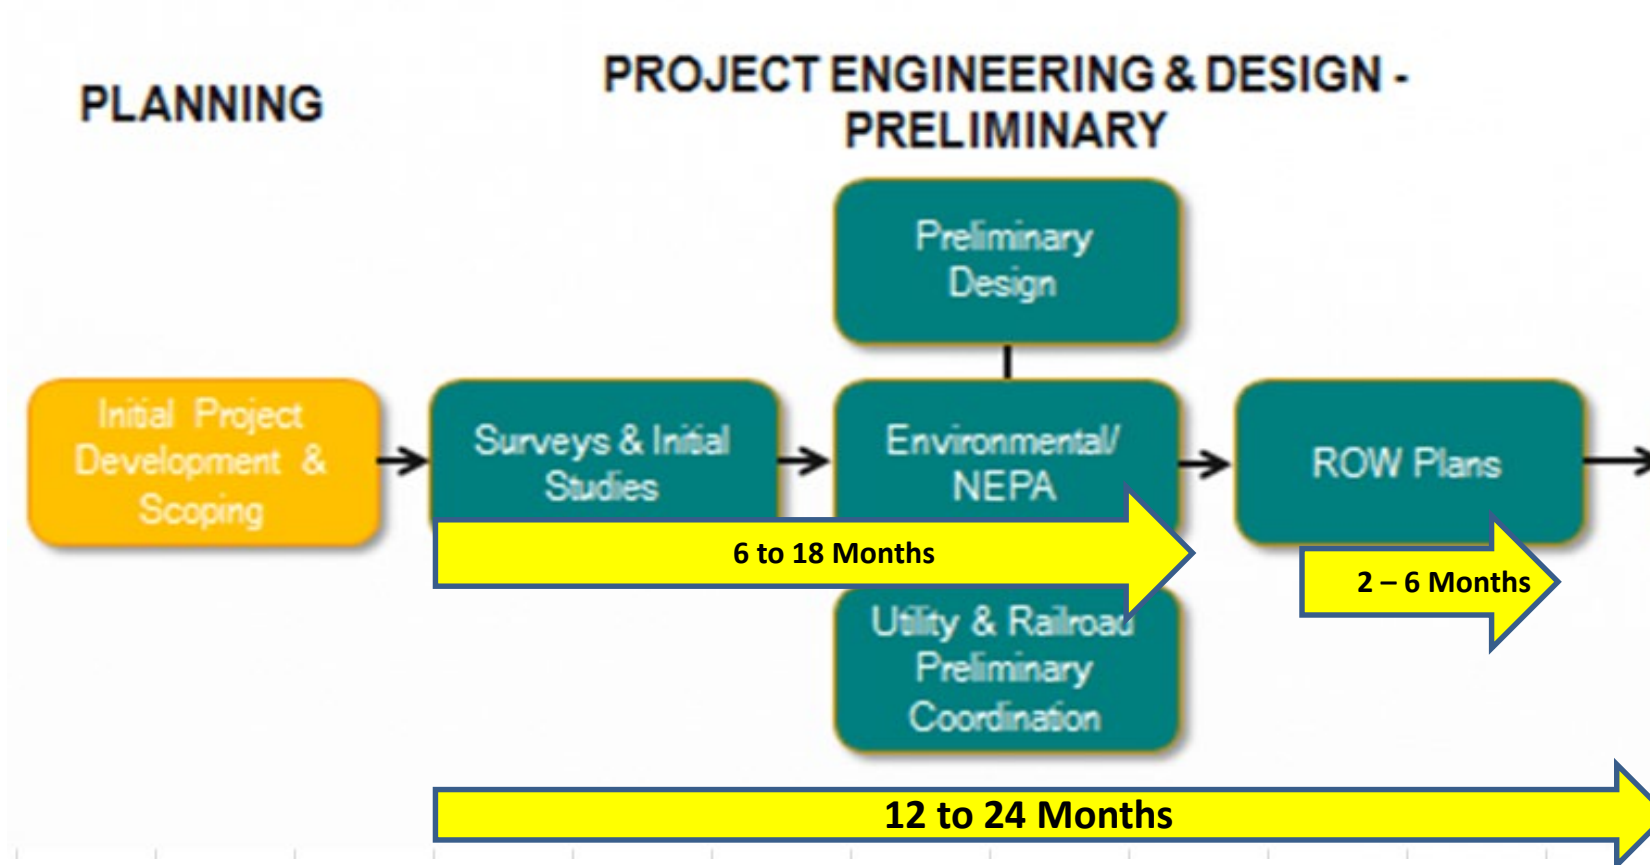 PLANNING
PROJECT ENGINEERING & DESIGN -
PRELIMINARY
Preliminary
Design
Initial Project
Development &
Scoping
Surveys & Initial
Studies
Environmental/
NEPA
ROW Plans
6 to 18 Months
2 – 6 Months
Utility & Railroad
Preliminary
Coordination
12 to 24 Months